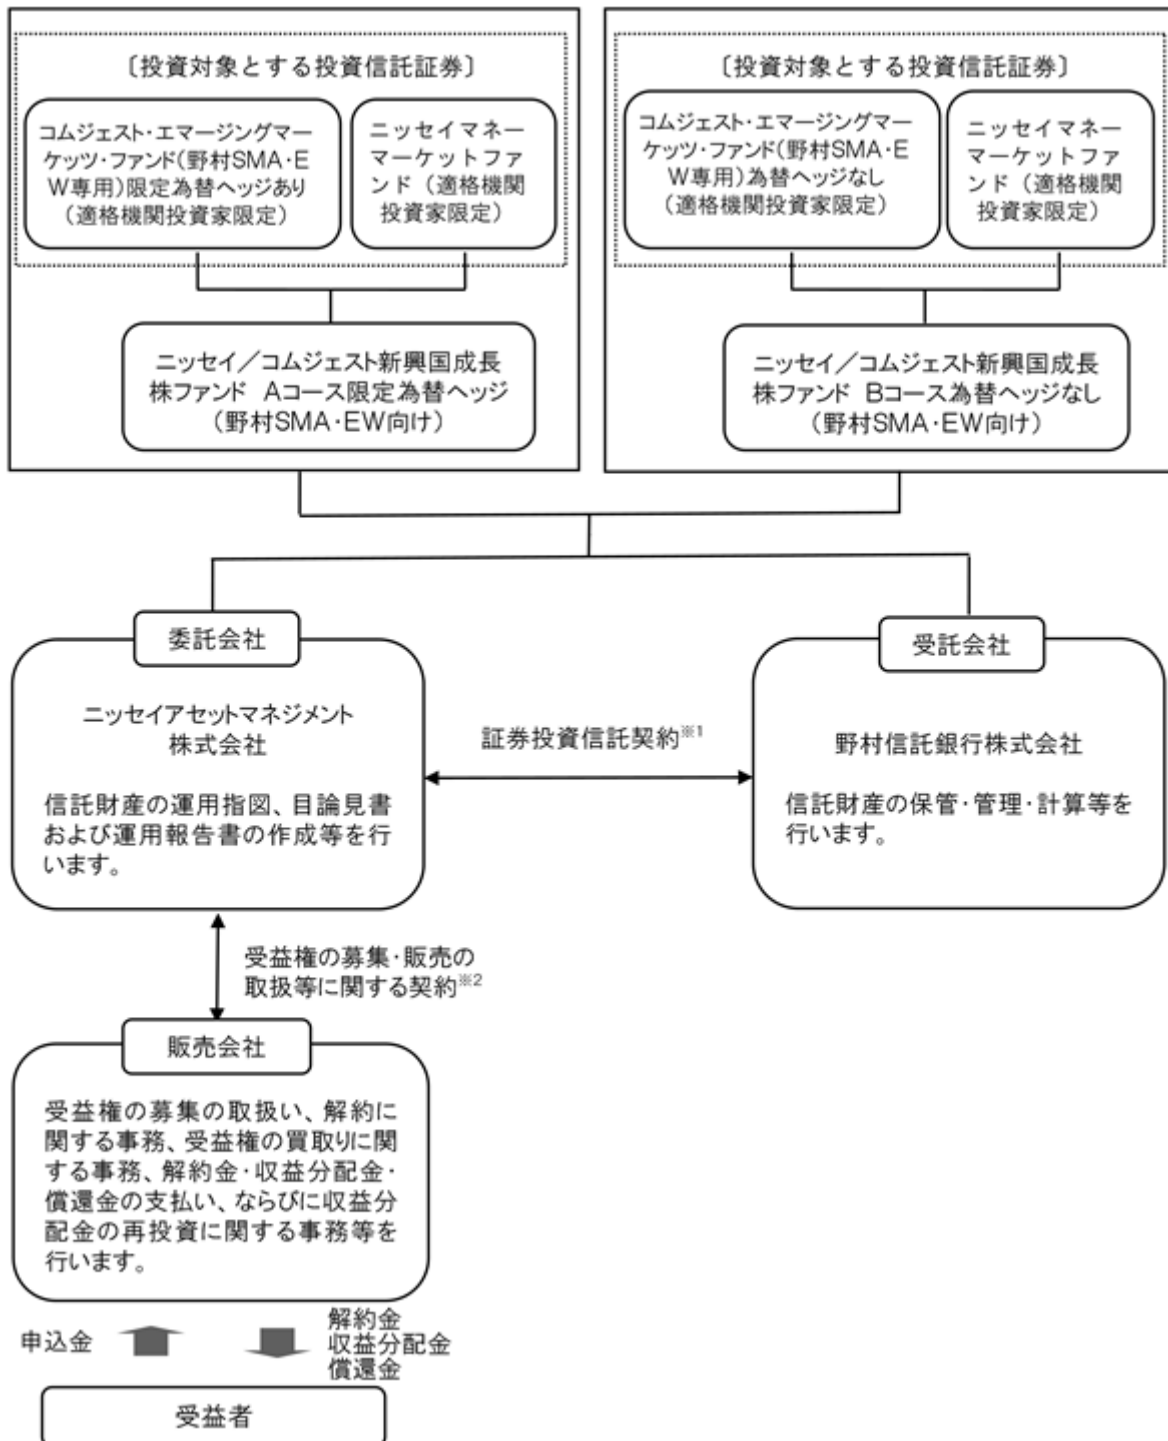 〔投資対象とする投資信託証券〕
コムジェスト・エマージングマー
ケッツ・ファンド(野村SMA・E
W専用)限定為替ヘッジあり
(適格機関投資家限定)
ニッセイマネー
マーケットファ
ンド(適格機関
投資家限定)
ニッセイ/コムジェスト新興国成長
株ファンド Aコース限定為替ヘッジ
(野村SMA・EW向け)
〔投資対象とする投資信託証券〕
コムジェスト・エマージングマー
ケッツ・ファンド(野村SMA・E
W専用)為替ヘッジなし
(適格機関投資家限定)
ニッセイマネー
マーケットファ
ンド(適格機関
投資家限定)
ニッセイ/コムジェスト新興国成長
株ファンド Bコース為替ヘッジなし
(野村SMA・EW向け)
委託会社
ニッセイアセットマネジメント
株式会社
信託財産の運用指図、目論見書
および運用報告書の作成等を行
います。
証券投資信託契約※1
受託会社
野村信託銀行株式会社
信託財産の保管・管理・計算等を
行います。
受益権の募集・販売の
取扱等に関する契約※2
販売会社
受益権の募集の取扱い、解約に
関する事務、受益権の買取りに関
する事務、解約金・収益分配金・
償還金の支払い、ならびに収益分
配金の再投資に関する事務等を
行います。
申込金
解約金
収益分配金
償還金
受益者